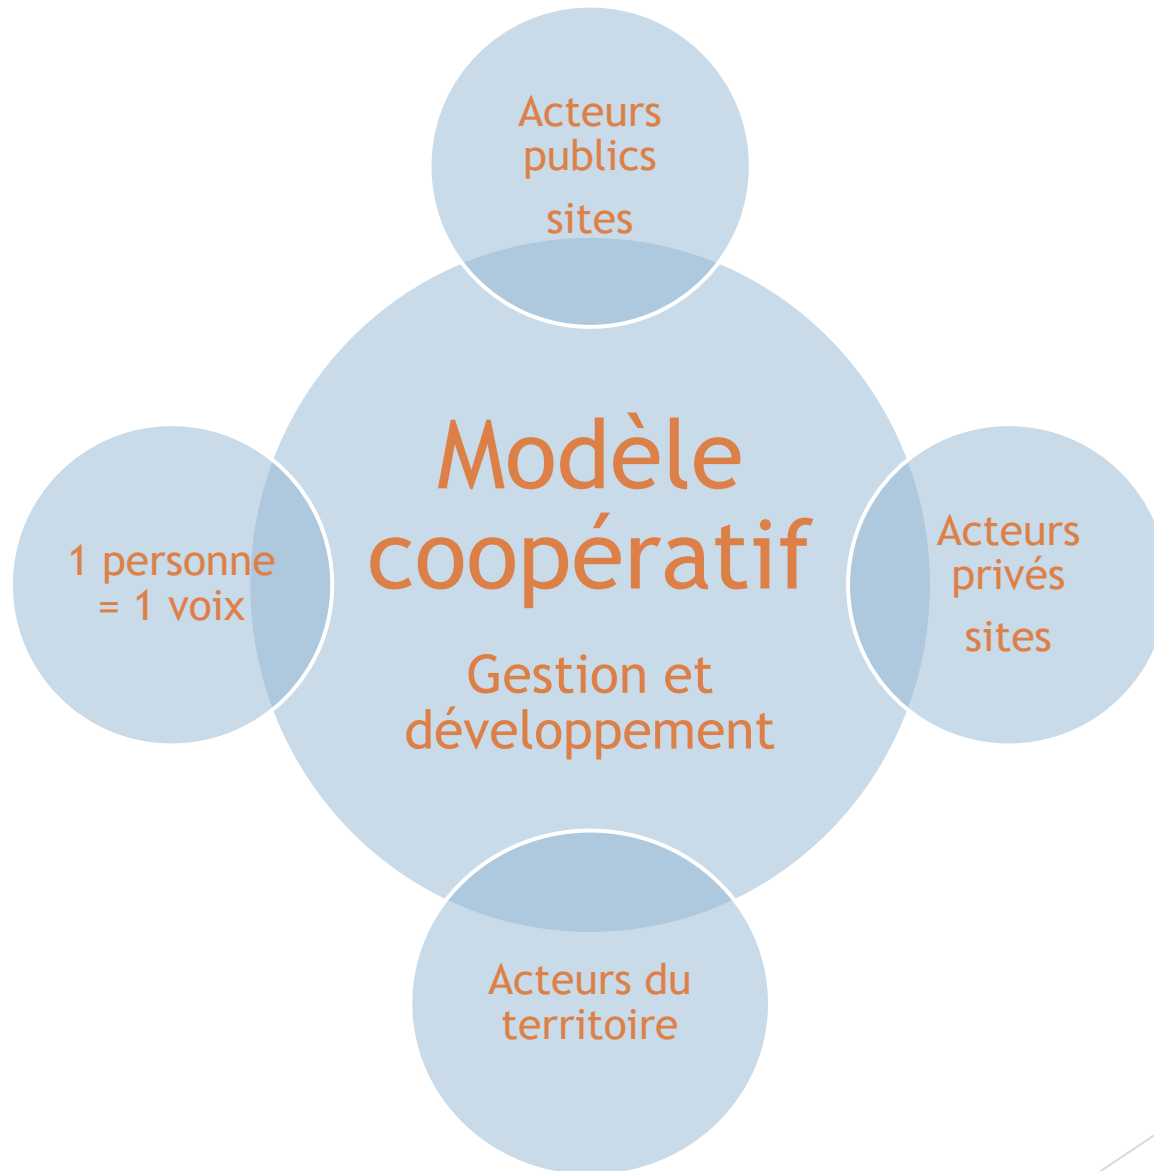 Acteurs
publics
sites
Modèle
coopératif
Gestion et
développement
1 personne
= 1 voix
Acteurs
privés
sites
Acteurs du
territoire